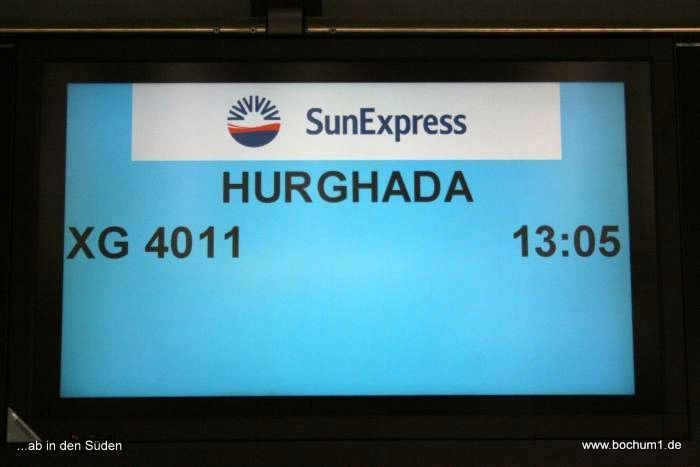 SunExpress
HURGHADA
XG 4011 13:05
...ab in den Süden
www.bochum1.de